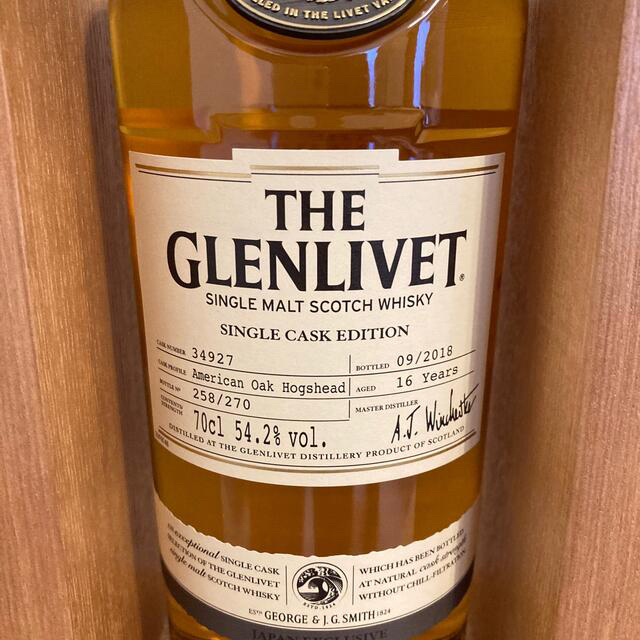 LED IN THE LIVET VA
THE
GLENLIVET®
SINGLE MALT SCOTCH WHISKY
SINGLE CASK EDITION
CASK NUMBER 34927
BOTTLED 09/2018
CASK PROFILE American Oak Hogshead
AGED 16 Years
BOTTLE Nº 258/270
MASTER DISTILLER
CONTENTS
STRENGTH 70cl 54.2% vol.
A.J. Winchester
DISTILLED AT THE GLENLIVET DISTILLERY PRODUCT OF SCOTLAND
an exceptional SINGLE CASK
SELECTION OF THE GLENLIVET
single malt SCOTCH WHISKY
WHICH HAS BEEN BOTTLED
AT NATURAL cask strength
WITHOUT CHILL-FILTRATION
ESTD 1824
ESTD GEORGE & J.G. SMITH 1824
JAPAN EXCLUSIVE